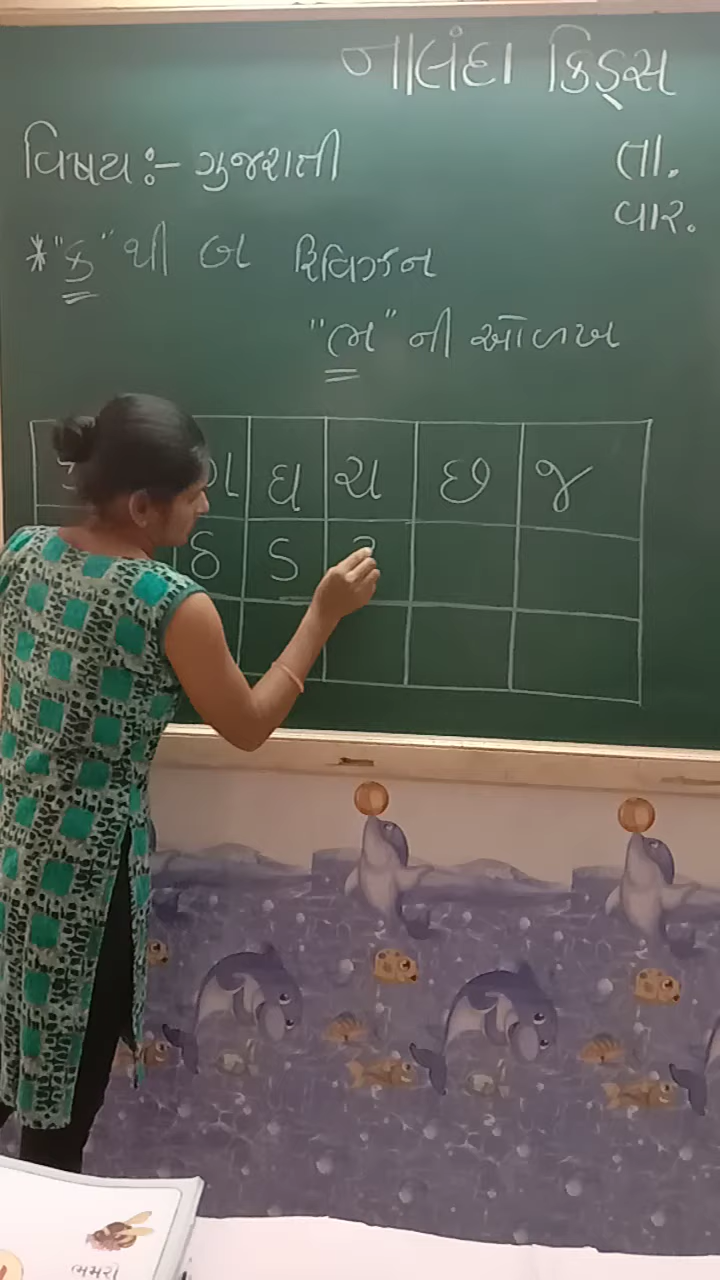 નાલંદા કિડ્સ
વિષય:- ગુજરાતી
તા.
વાર.
*"ક" થી બ રિવિઝન
"ભ" ની ઓળખ
ગ ઘ ચ છ જ
ઠ ડ
ભમરો